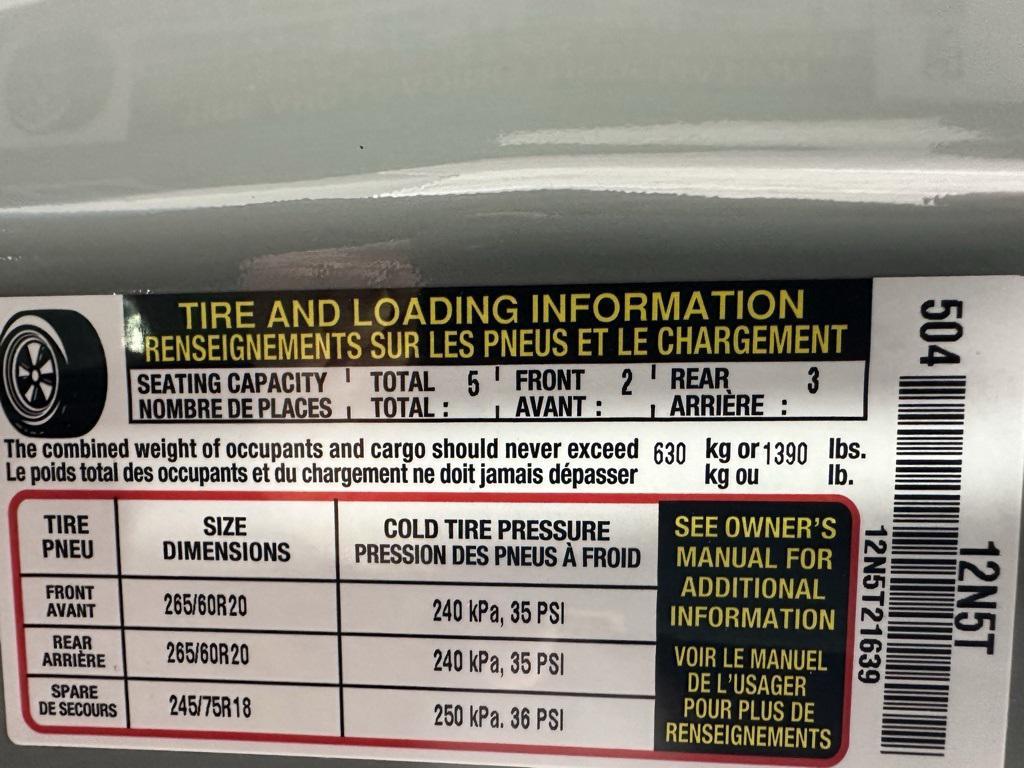 TIRE AND LOADING INFORMATION
RENSEIGNEMENTS SUR LES PNEUS ET LE CHARGEMENT
SEATING CAPACITY TOTAL 5 FRONT 2 REAR 3
NOMBRE DE PLACES TOTAL : AVANT : ARRIÈRE :
The combined weight of occupants and cargo should never exceed 630 kg or 1390 lbs.
Le poids total des occupants et du chargement ne doit jamais dépasser kg ou lb.
TIRE
PNEU
SIZE
DIMENSIONS
COLD TIRE PRESSURE
PRESSION DES PNEUS À FROID
FRONT
AVANT
265/60R20
240 kPa, 35 PSI
REAR
ARRIÈRE
265/60R20
240 kPa, 35 PSI
SPARE
DE SECOURS
245/75R18
250 kPa. 36 PSI
SEE OWNER'S
MANUAL FOR
ADDITIONAL
INFORMATION
VOIR LE MANUEL
DE L'USAGER
POUR PLUS DE
RENSEIGNEMENTS
504
12N5T
12N5T21639